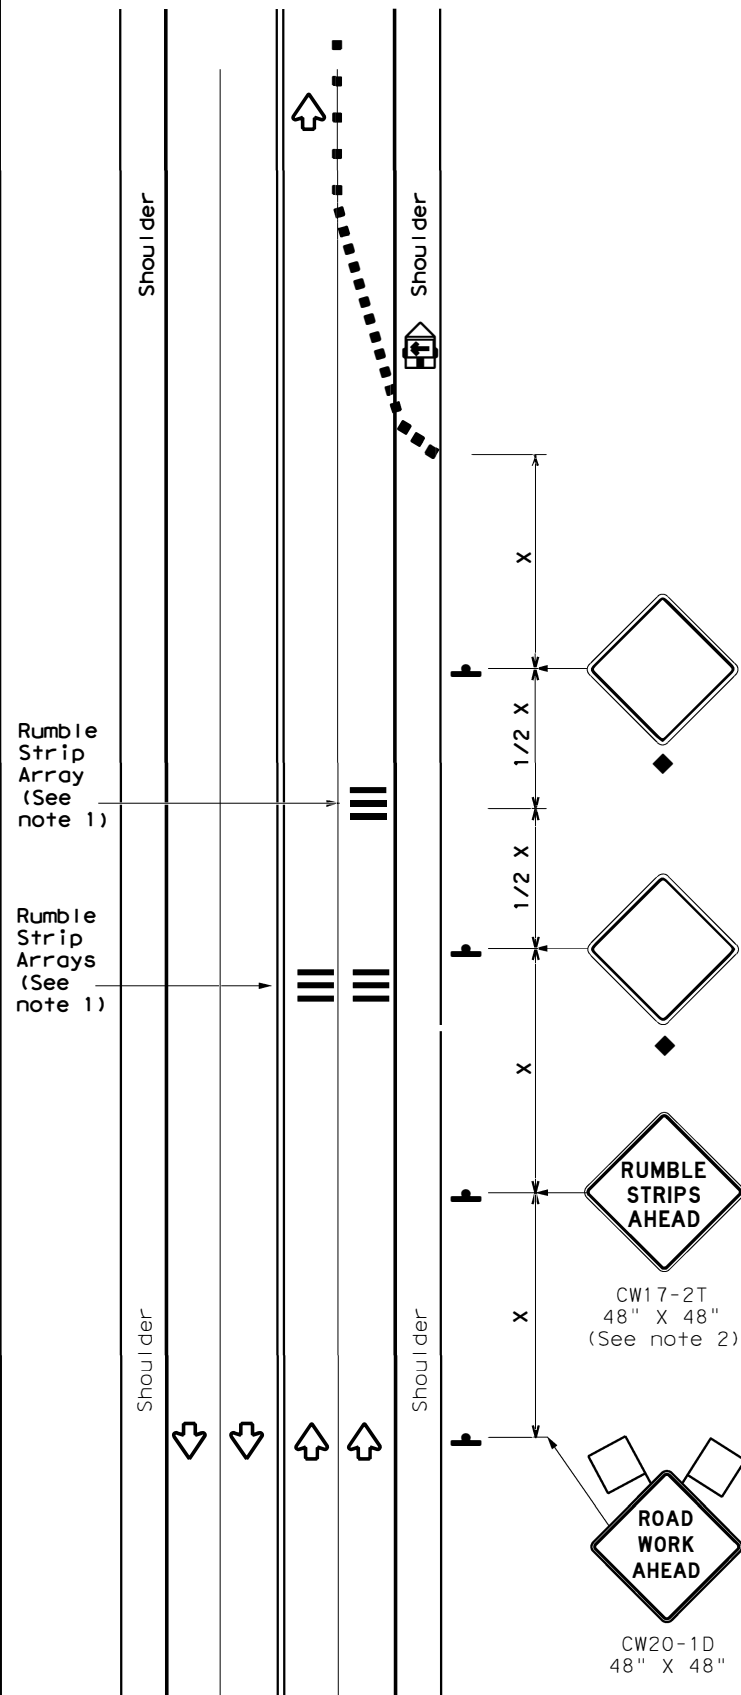 Shoulder
Shoulder
X
1/2 X
Rumble
Strip
Array
(See
note 1)
1/2 X
Rumble
Strip
Arrays
(See
note 1)
X
RUMBLE
STRIPS
AHEAD
CW17-2T
48" X 48"
(See note 2)
X
Shoulder
Shoulder
ROAD
WORK
AHEAD
CW20-1D
48" X 48"